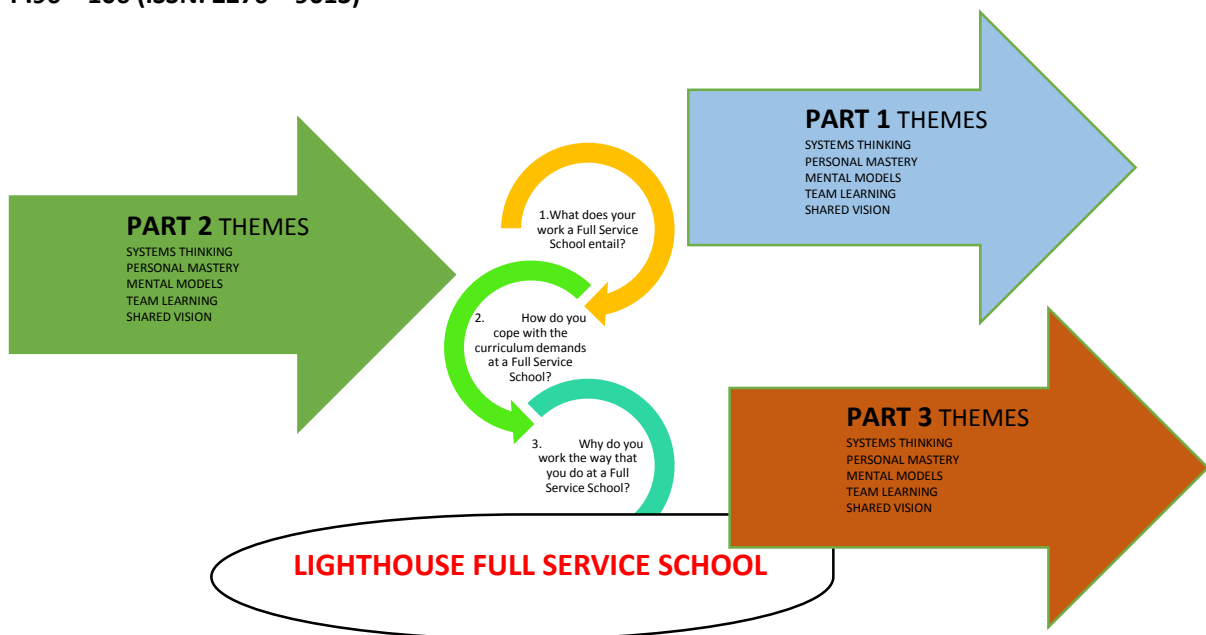 (ISSN:
PART 1 THEMES
SYSTEMS THINKING
PERSONAL MASTERY
MENTAL MODELS
TEAM LEARNING
SHARED VISION
PART 2 THEMES
SYSTEMS THINKING
PERSONAL MASTERY
MENTAL MODELS
TEAM LEARNING
SHARED VISION
1.What does your
work a Full Service
School entail?
2. How do you
cope with the
curriculum demands
at a Full Service
School?
3. Why do you
work the way that
you do at a Full
Service School?
PART 3 THEMES
SYSTEMS THINKING
PERSONAL MASTERY
MENTAL MODELS
TEAM LEARNING
SHARED VISION
LIGHTHOUSE FULL SERVICE SCHOOL